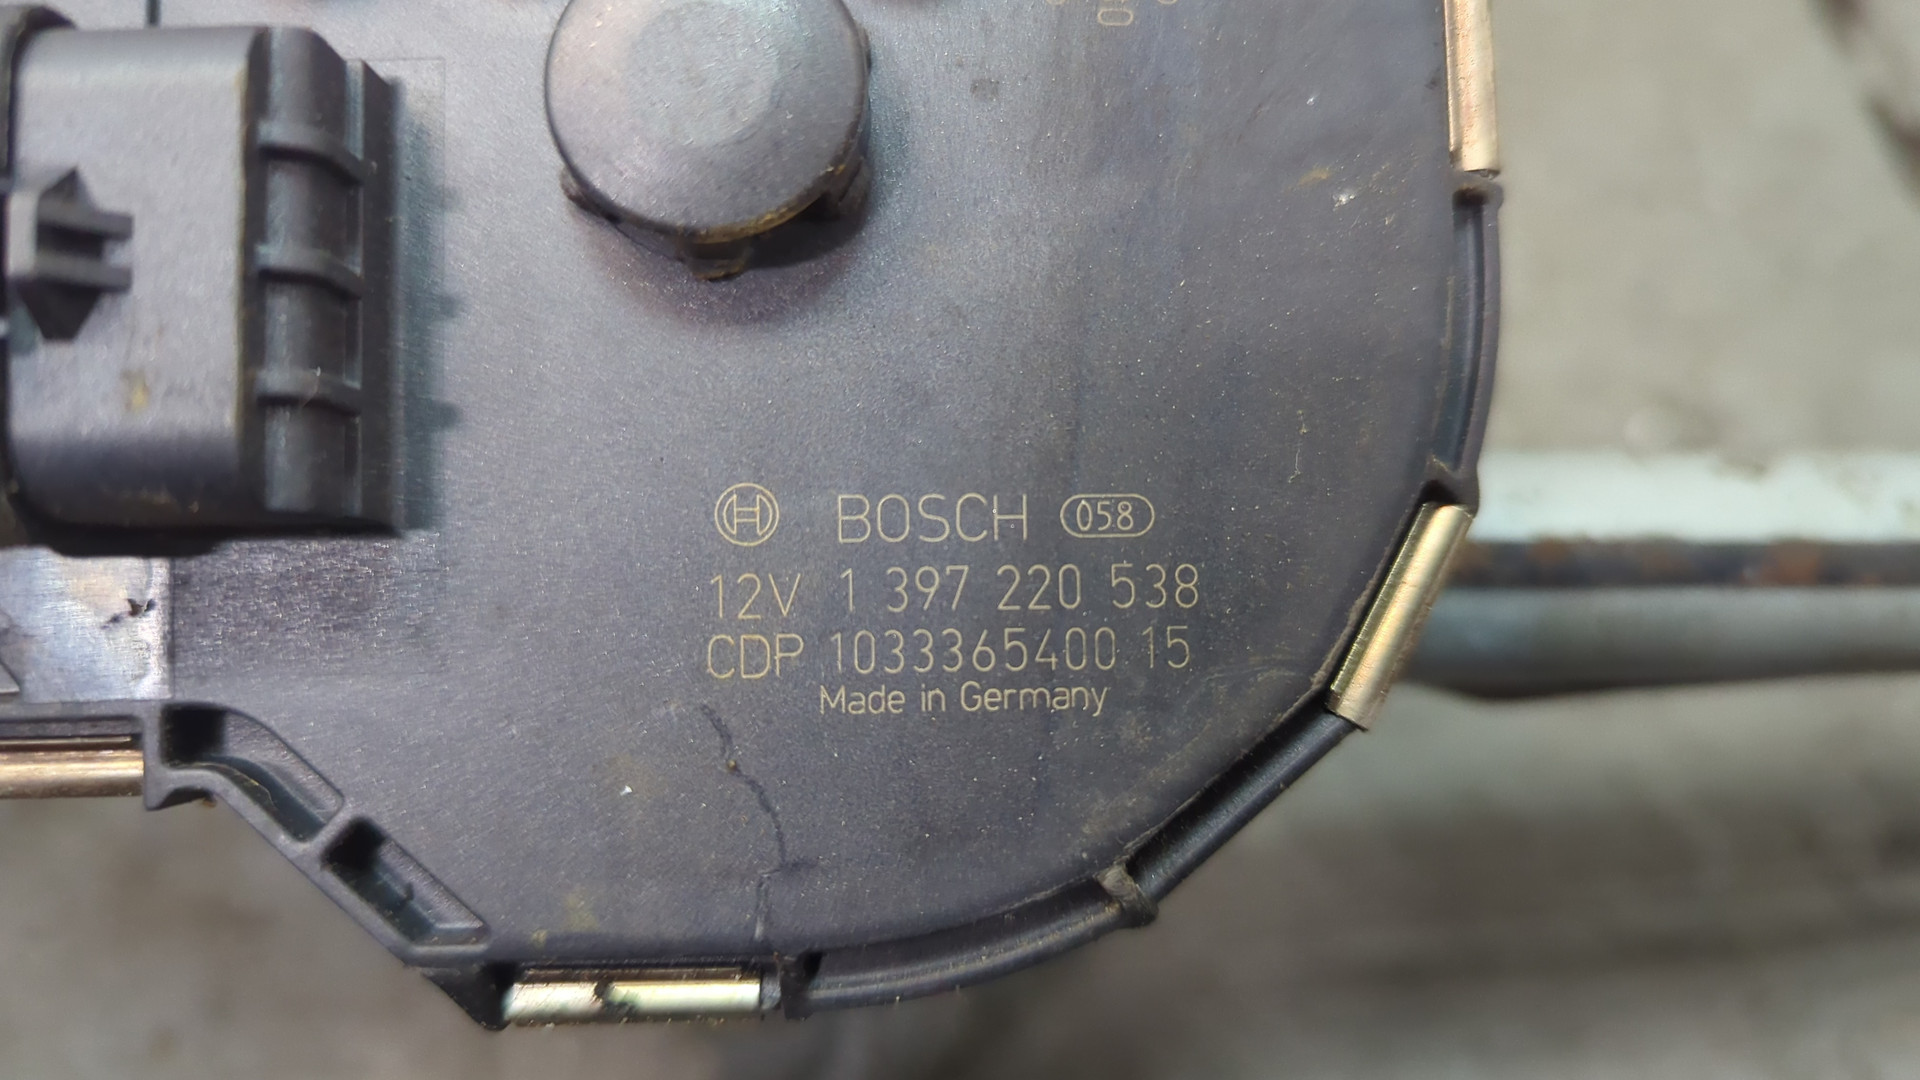 BOSCH 058
12V 1 397 220 538
CDP 1033365400 15
Made in Germany